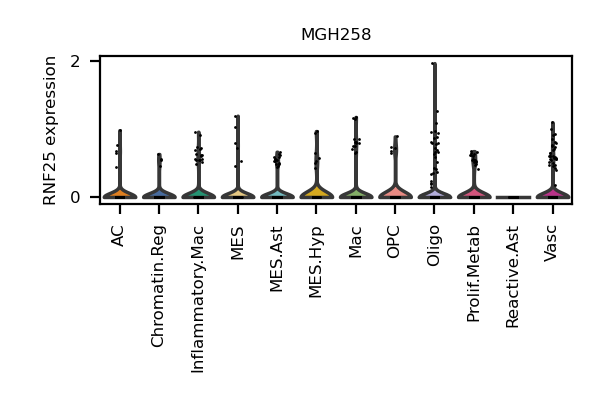 MGH258
RNF25 expression
2
0
AC
Chromatin.Reg
Inflammatory.Mac
MES
MES.Ast
MES.Hyp
Mac
OPC
Oligo
Prolif.Metab
Reactive.Ast
Vasc